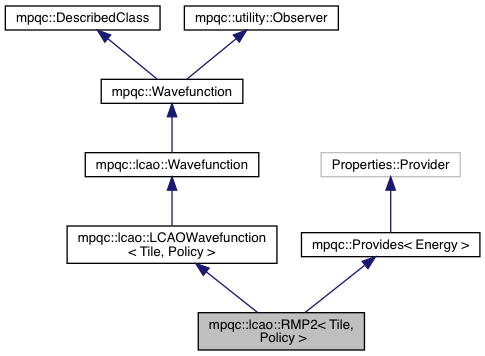 mpqc::DescribedClass
mpqc::utility::Observer
mpqc::Wavefunction
mpqc::lcao::Wavefunction
Properties::Provider
mpqc::lcao::LCAOWavefunction
< Tile, Policy >
mpqc::Provides< Energy >
mpqc::lcao::RMP2< Tile,
Policy >